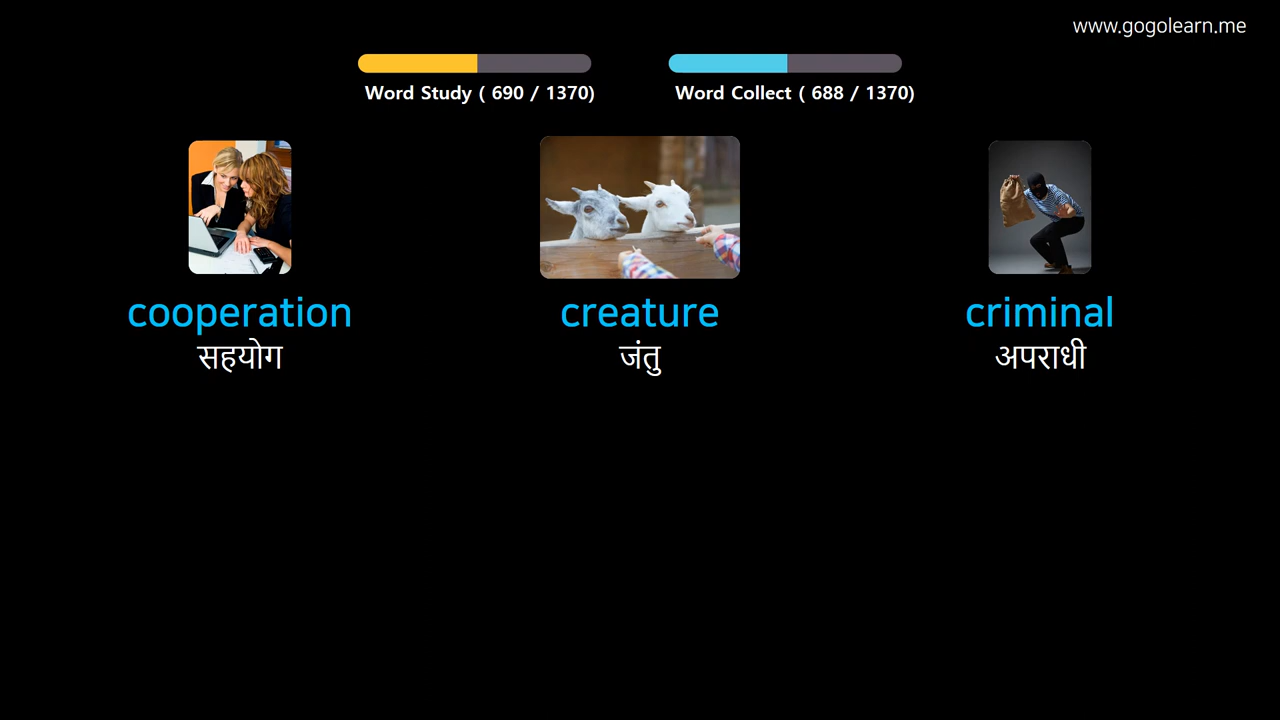 www.gogolearn.me
Word Study ( 690 / 1370)
Word Collect ( 688 / 1370)
cooperation
सहयोग
creature
जंतु
criminal
अपराधी